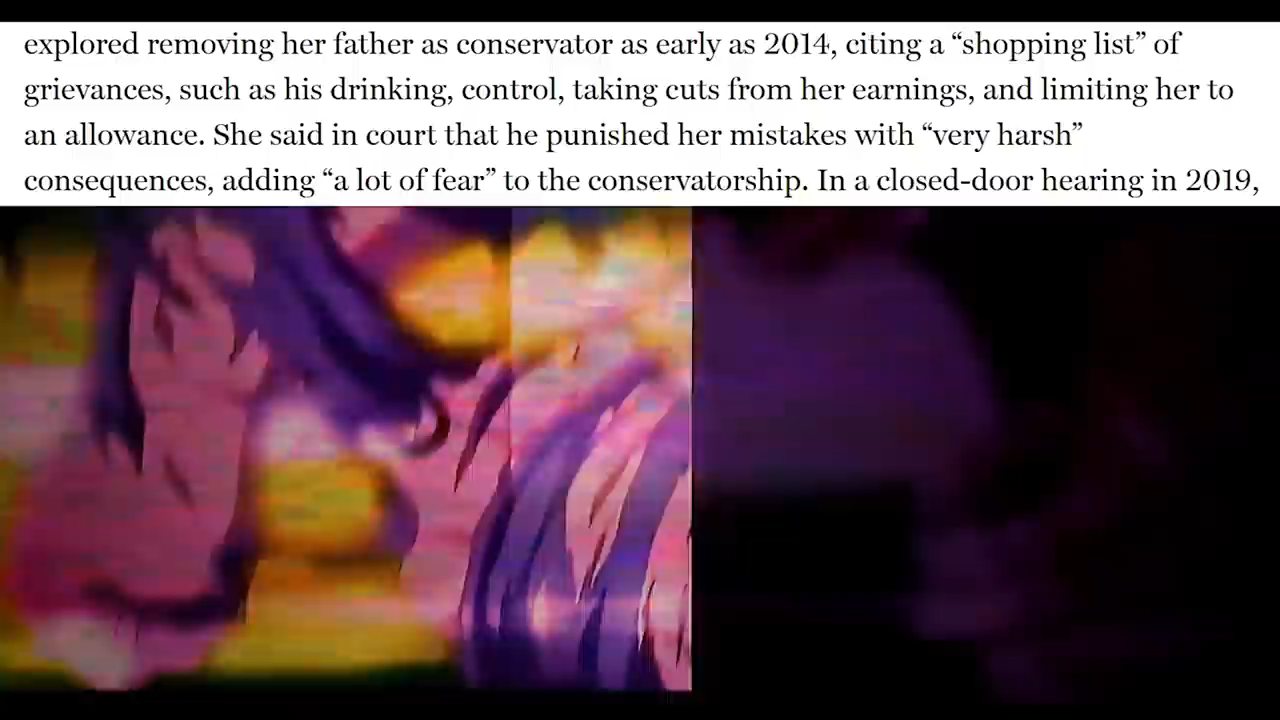 explored removing her father as conservator as early as 2014, citing a “shopping list” of
grievances, such as his drinking, control, taking cuts from her earnings, and limiting her to
an allowance. She said in court that he punished her mistakes with “very harsh”
consequences, adding “a lot of fear” to the conservatorship. In a closed-door hearing in 2019,